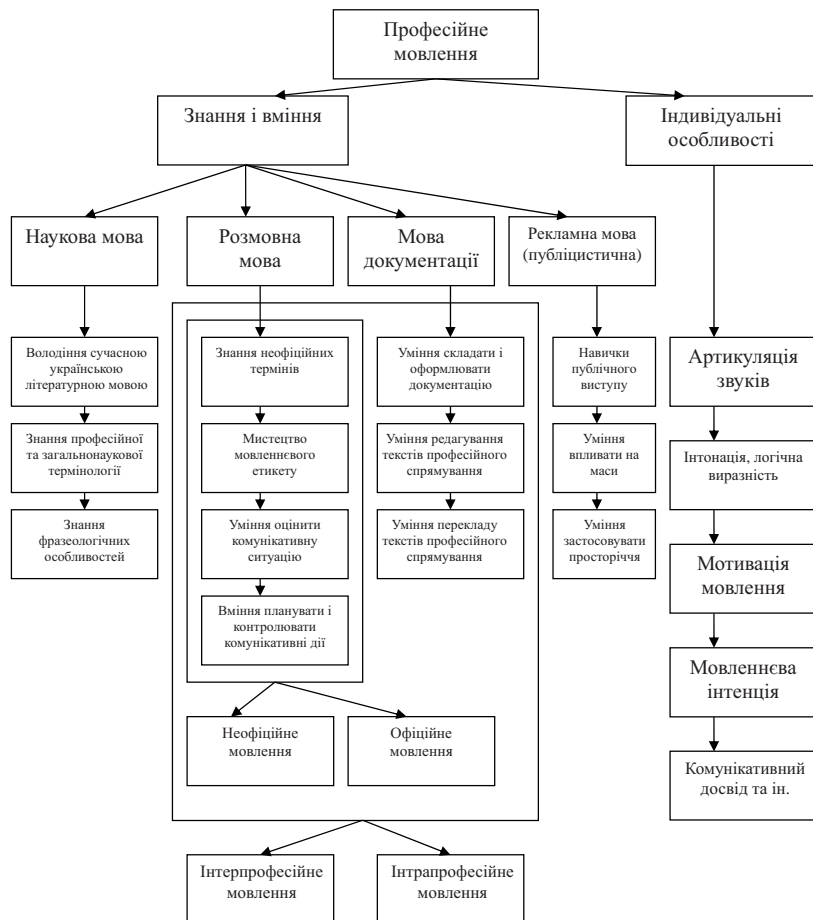 Професійне
мовлення
Знання і вміння
Індивідуальні
особливості
Наукова мова
Розмовна
мова
Мова
документації
Рекламна мова
(публіцистична)
Володіння сучасною
українською
літературною мовою
Знання неофіційних
термінів
Уміння складати і
оформлювати
документацію
Навички
публічного
виступу
Артикуляція
звуків
Знання професійної
та загальнонаукової
термінології
Мистецтво
мовленнєвого
етикету
Уміння редагування
текстів професійного
спрямування
Уміння
впливати на
маси
Інтонація, логічна
виразність
Знання
фразеологічних
особливостей
Уміння оцінити
комунікативну
ситуацію
Уміння перекладу
текстів професійного
спрямування
Уміння
застосовувати
просторіччя
Мотивація
мовлення
Вміння планувати і
контролювати
комунікативні дії
Мовленнєва
інтенція
Неофіційне
мовлення
Офіційне
мовлення
Комунікативний
досвід та ін.
Інтерпрофесійне
мовлення
Інтрапрофесійне
мовлення